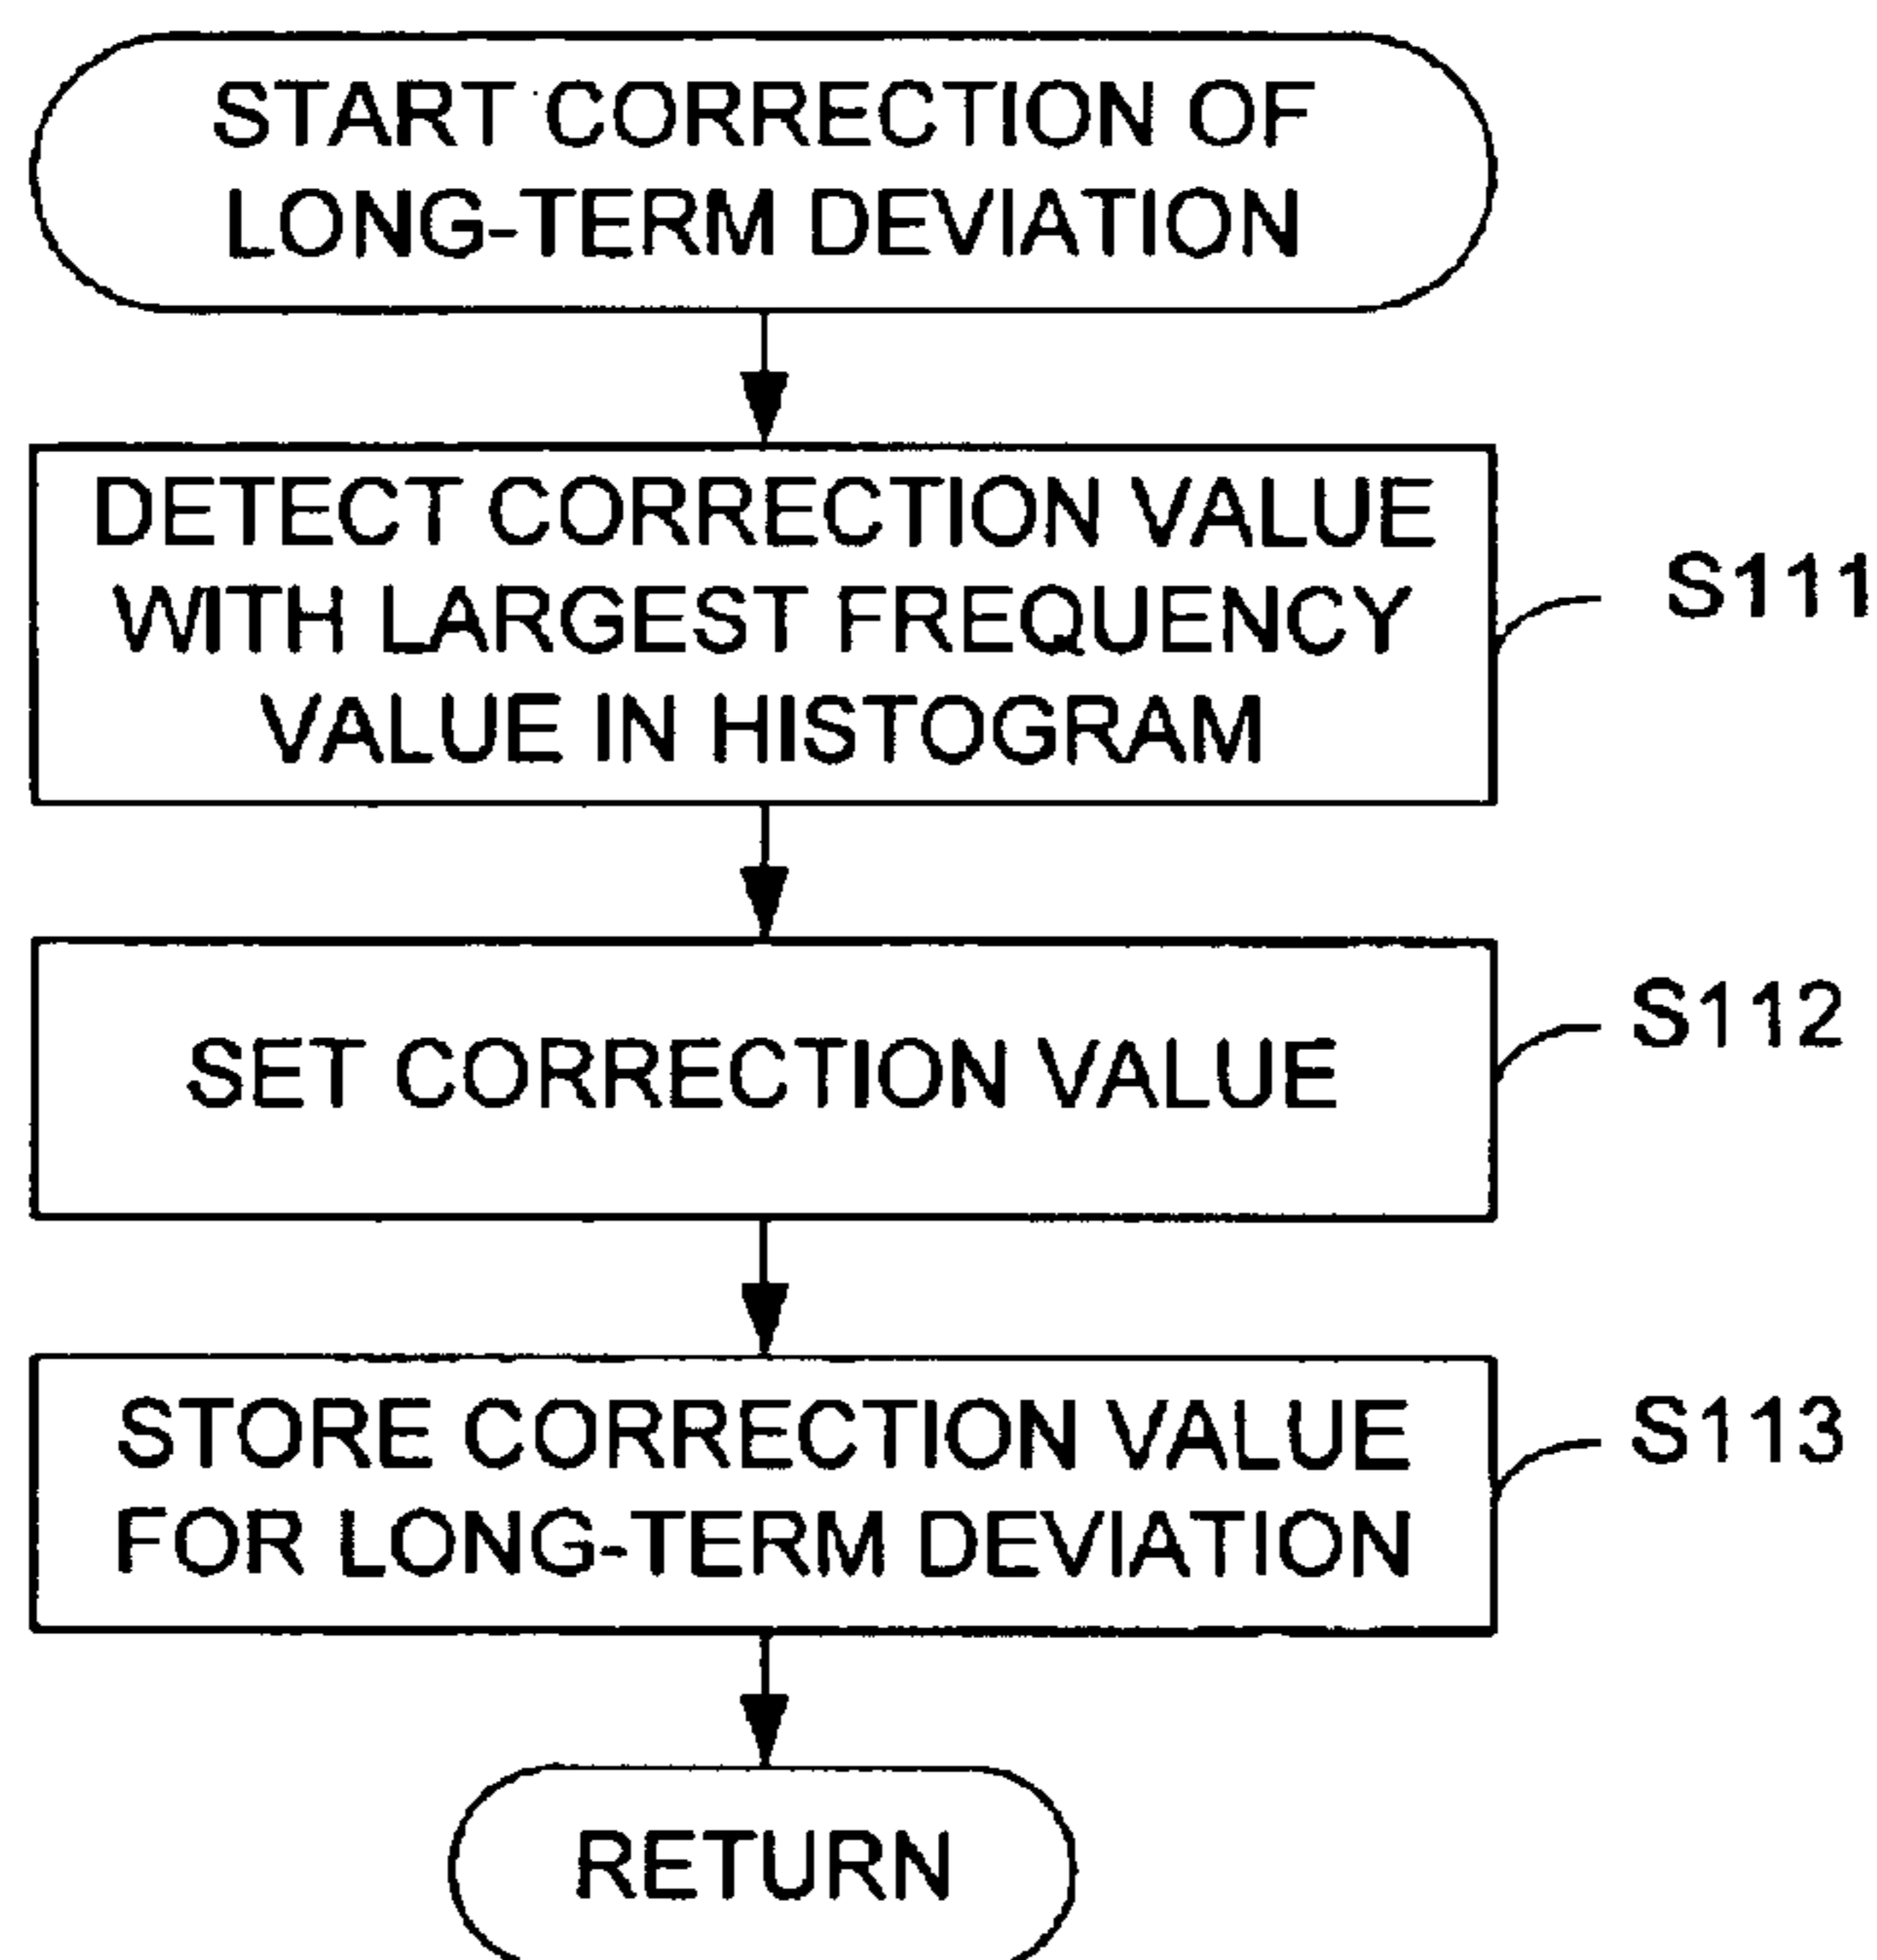 START CORRECTION OF
LONG-TERM DEVIATION
DETECT CORRECTION VALUE
WITH LARGEST FREQUENCY
VALUE IN HISTOGRAM
S111
SET CORRECTION VALUE
S112
STORE CORRECTION VALUE
FOR LONG-TERM DEVIATION
S113
RETURN